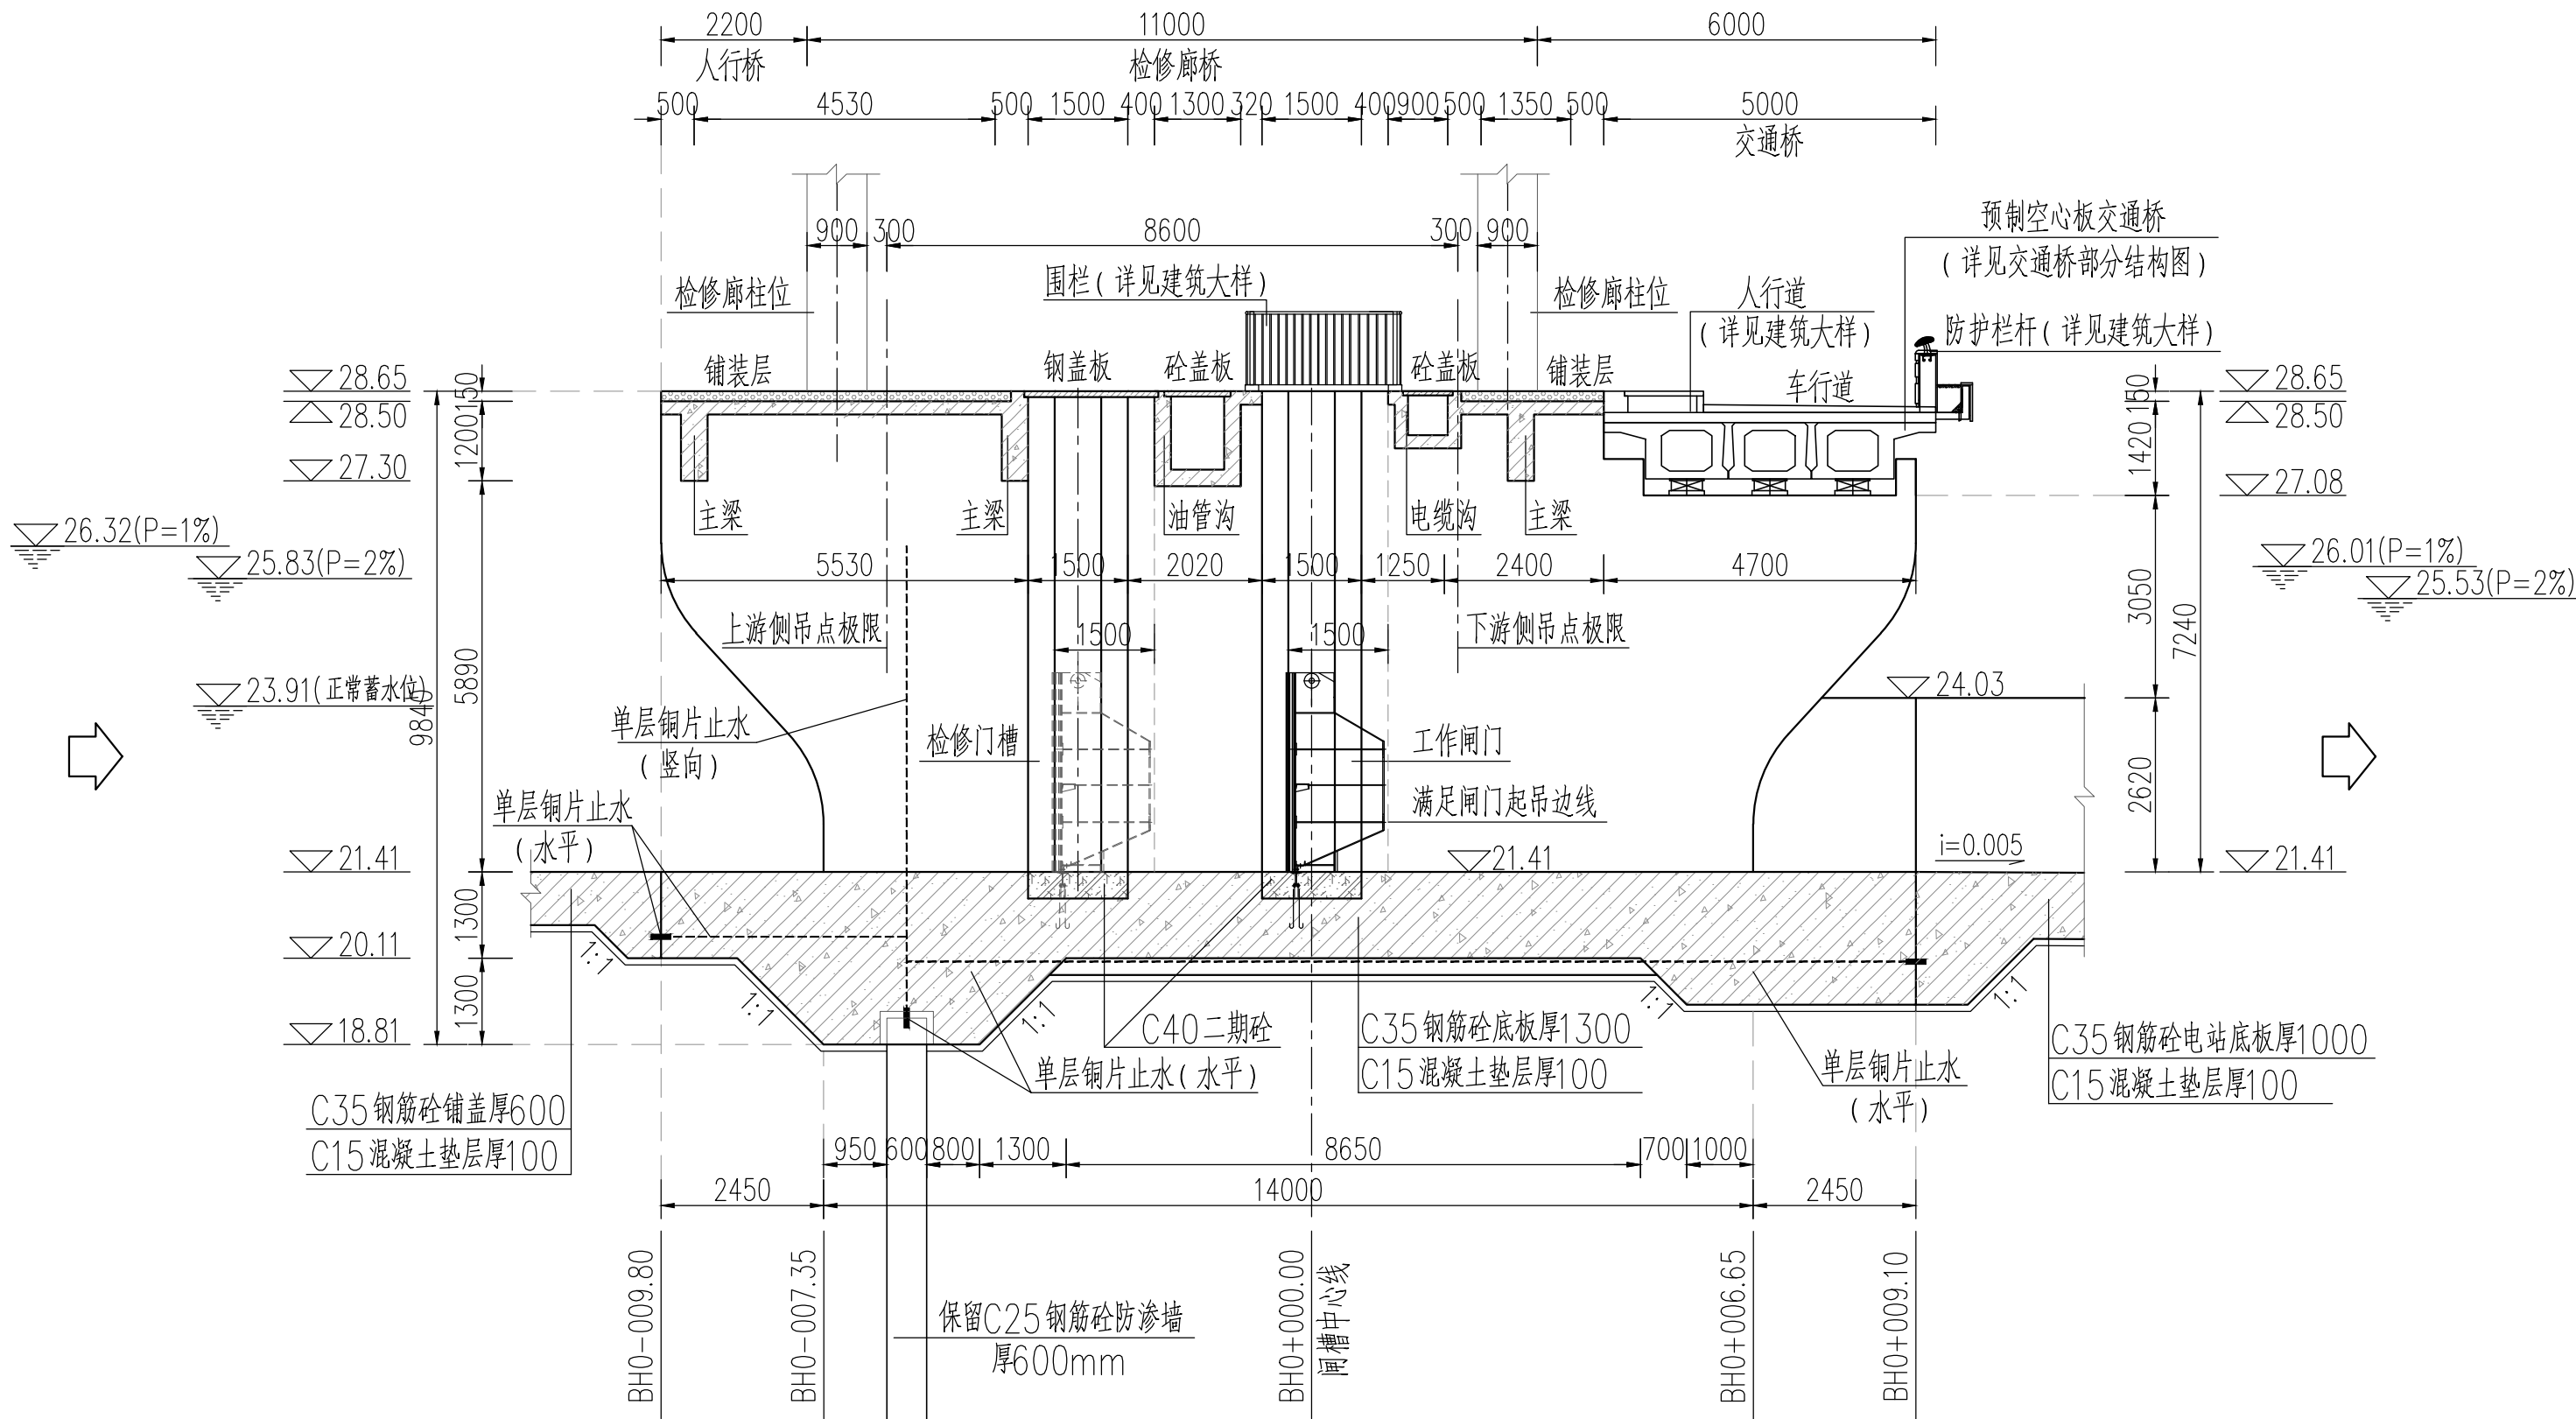 2200
11000
6000
人行桥
检修廊桥
500
4530
500
1500
400
1300
320
1500
400
900
500
1350
500
5000
交通桥
900
300
8600
300
900
预制空心板交通桥
(详见交通桥部分结构图)
检修廊柱位
围栏(详见建筑大样)
检修廊柱位
人行道
(详见建筑大样)
防护栏杆(详见建筑大样)
铺装层
钢盖板
砼盖板
砼盖板
铺装层
车行道
28.65
28.50
27.30
150
1200
150
1420
28.65
28.50
27.08
主梁
主梁
油管沟
电缆沟
主梁
26.32(P=1%)
25.83(P=2%)
26.01(P=1%)
25.53(P=2%)
5530
1500
2020
1500
1250
2400
4700
上游侧吊点极限
1500
1500
下游侧吊点极限
3050
7240
5890
9840
23.91(正常蓄水位)
24.03
单层铜片止水
(竖向)
检修门槽
工作闸门
满足闸门起吊边线
2620
单层铜片止水
(水平)
21.41
21.41
i=0.005
21.41
1300
20.11
1300
18.81
1:1
1:1
1:1
1:1
1:1
C40二期砼
C35钢筋砼底板厚1300
C15混凝土垫层厚100
单层铜片止水(水平)
单层铜片止水
(水平)
C35钢筋砼电站底板厚1000
C15混凝土垫层厚100
C35钢筋砼铺盖厚600
C15混凝土垫层厚100
950
600
800
1300
8650
700
1000
2450
14000
2450
BH0-009.80
BH0-007.35
保留C25钢筋砼防渗墙
厚600mm
BH0+000.00
闸槽中心线
BH0+006.65
BH0+009.10